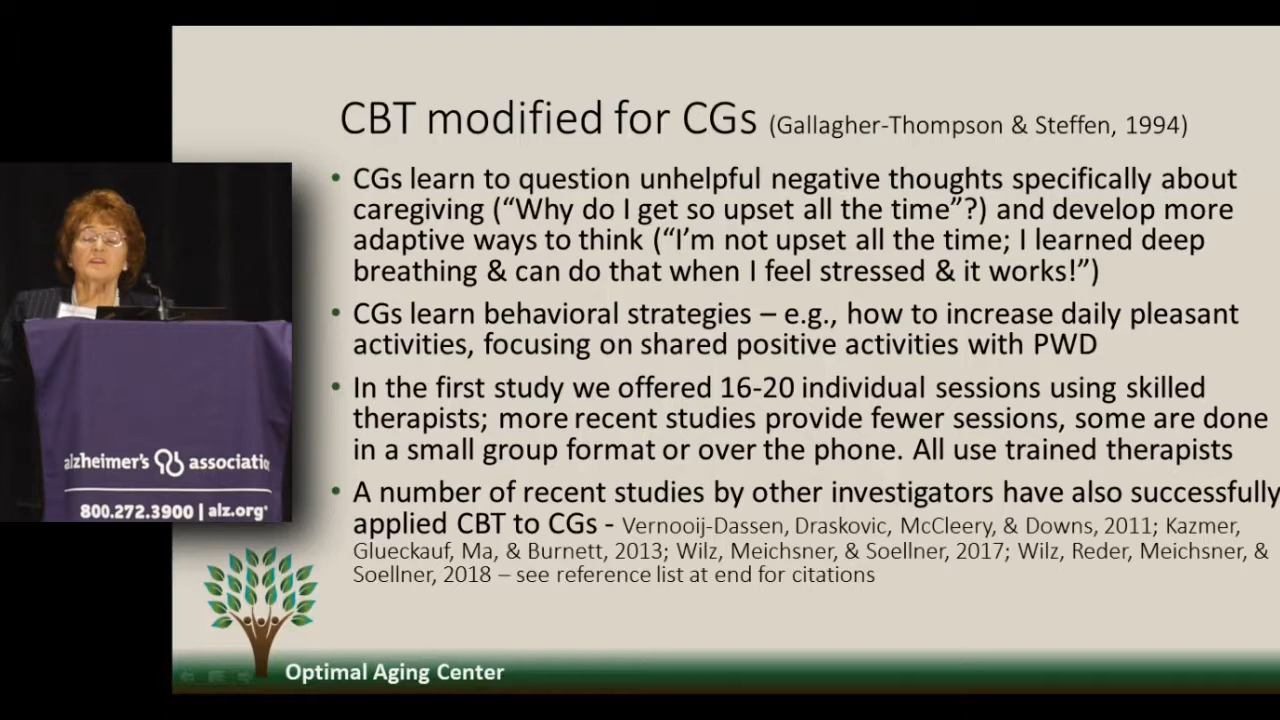 CBT modified for CGs (Gallagher-Thompson & Steffen, 1994)
• CGs learn to question unhelpful negative thoughts specifically about
caregiving (“Why do I get so upset all the time”?) and develop more
adaptive ways to think (“I’m not upset all the time; I learned deep
breathing & can do that when I feel stressed & it works!”)
• CGs learn behavioral strategies – e.g., how to increase daily pleasant
activities, focusing on shared positive activities with PWD
• In the first study we offered 16-20 individual sessions using skilled
therapists; more recent studies provide fewer sessions, some are done
in a small group format or over the phone. All use trained therapists
• A number of recent studies by other investigators have also successfully
applied CBT to CGs - Vernooij-Dassen, Draskovic, McCleery, & Downs, 2011; Kazmer,
Glueckauf, Ma, & Burnett, 2013; Wilz, Meichsner, & Soellner, 2017; Wilz, Reder, Meichsner, &
Soellner, 2018 – see reference list at end for citations
alzheimer's associatio
800.272.3900 | alz.org®
Optimal Aging Center